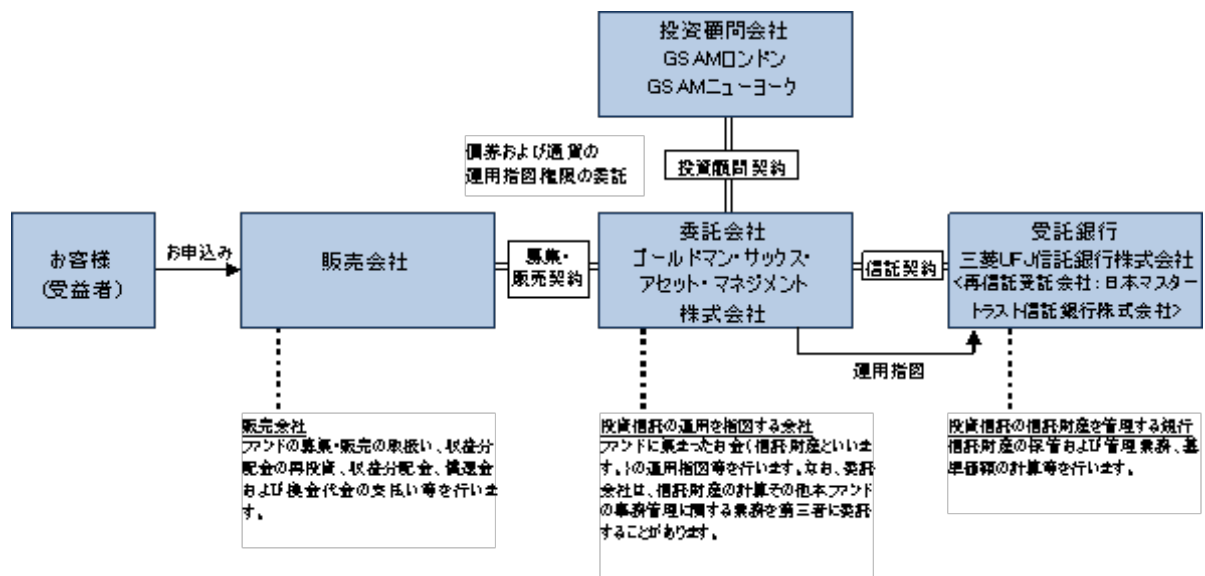 投資顧問会社
GSAMロンドン
GSAMニューヨーク
債券および通貨の
運用指図権限の委託
投資顧問契約
お客様
(受益者)
お申込み
販売会社
募集・
販売契約
委託会社
ゴールドマン・サックス・
アセット・マネジメント
株式会社
信託契約
受託銀行
三菱UFJ信託銀行株式会社
<再信託受託会社:日本マスター
トラスト信託銀行株式会社>
運用指図
販売会社
ファンドの募集・販売の取扱い、収益分
配金の再投資、収益分配金、償還金
および換金代金の支払い等を行いま
す。
投資信託の運用を指図する会社
ファンドに集まったお金(信託財産といいま
す。)の運用指図等を行います。なお、委託
会社は、信託財産の計算その他本ファンド
の事務管理に関する業務を第三者に委託
することがあります。
投資信託の信託財産を管理する銀行
信託財産の保管および管理業務、基
準価額の計算等を行います。